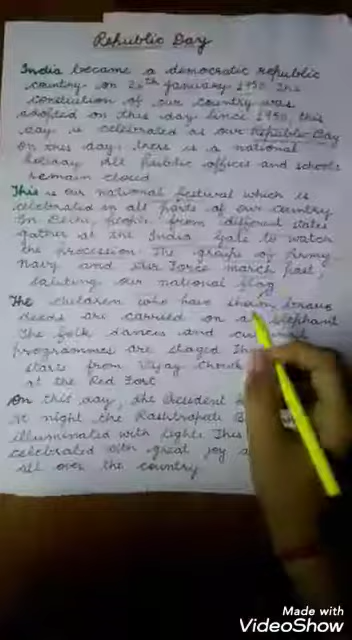 Republic Day
India became a democratic republic
country on 26th January 1950. The
constitution of our country was
adopted on this day. Since 1950, this
day is celebrated as our Republic Day
On this day, there is a national
holiday. All public offices and schools
remain closed
This is our national festival which is
celebrated in all parts of our country
In Delhi, people from different states
gather at the India Gate to watch
the procession. The groups of Army
Navy and Air Force march past
saluting our national flag
The children who have shown brave
deeds are carried on an elephant
The folk dances and
programmes are staged
starts from Vijay Chowk
at the Red Fort
On this day, the President
At night the Rashtrapati
illuminated with lights This
celebrated with great joy
all over the country
Made with
VideoShow